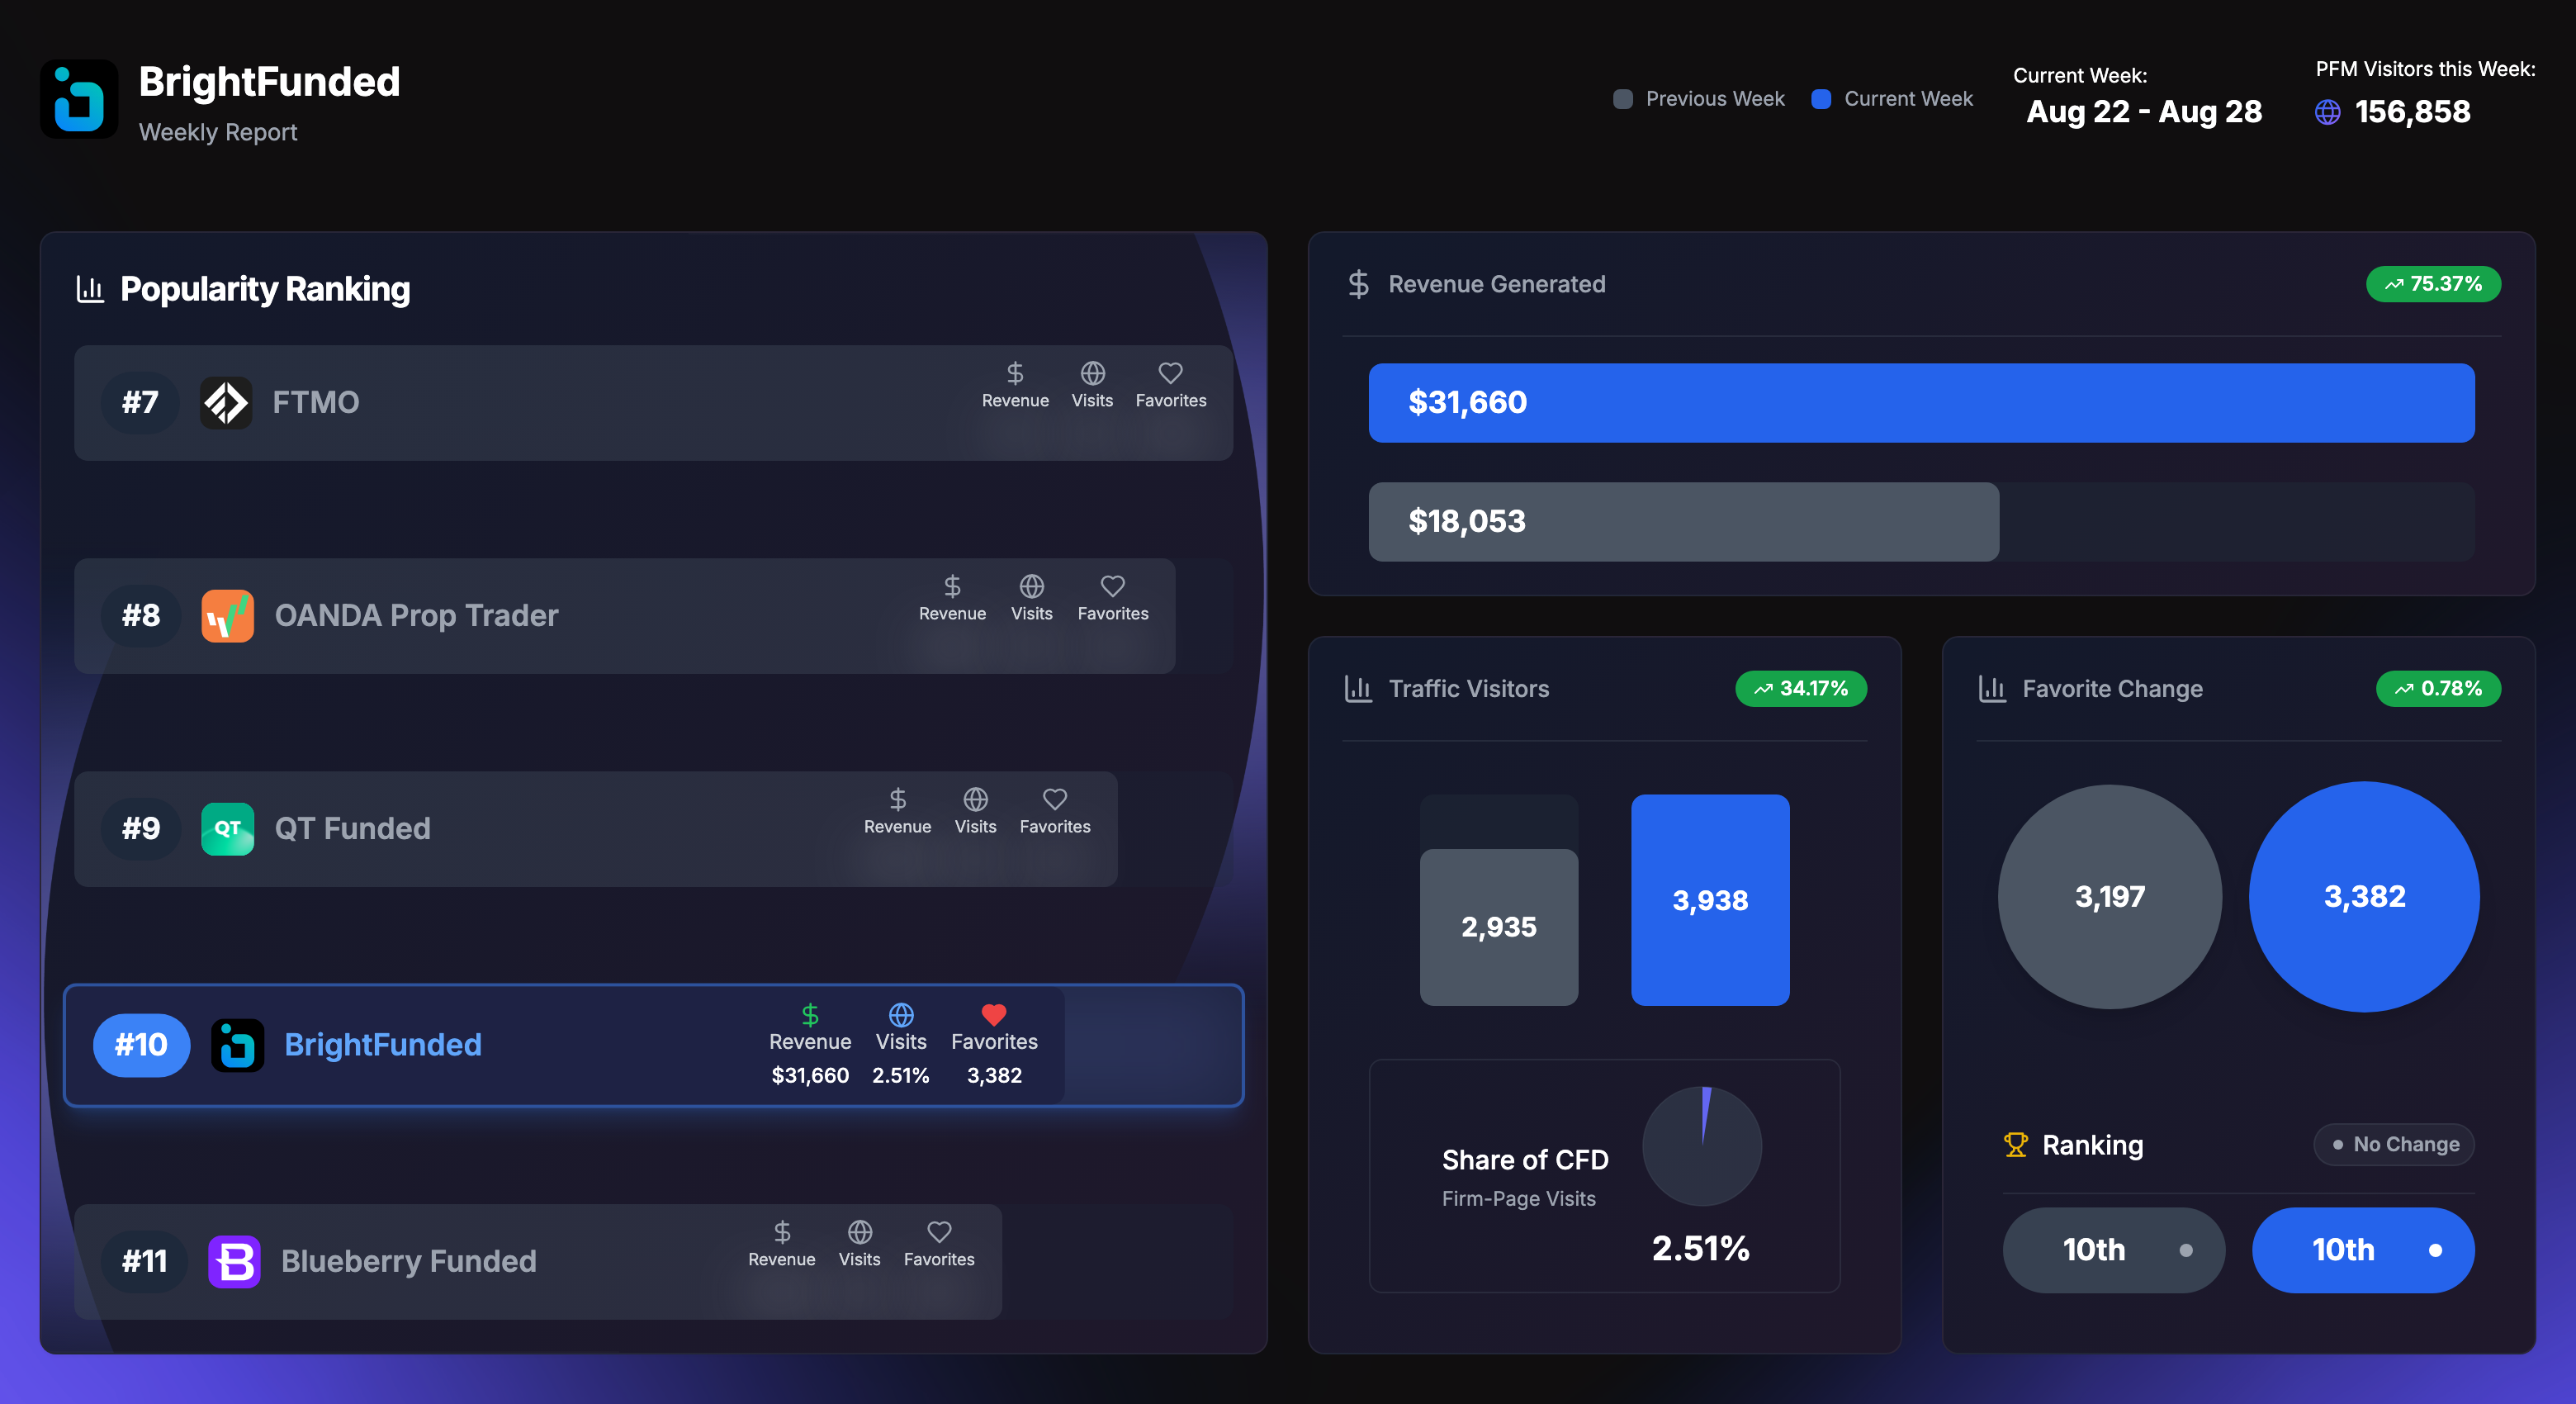 BrightFunded
Weekly Report
Previous Week
Current Week
Current Week:
Aug 22 - Aug 28
PFM Visitors this Week:
156,858
Popularity Ranking
#7
FTMO
Revenue
Visits
Favorites
#8
OANDA Prop Trader
Revenue
Visits
Favorites
#9
QT
QT Funded
Revenue
Visits
Favorites
#10
BrightFunded
Revenue
Visits
Favorites
$31,660
2.51%
3,382
#11
B
Blueberry Funded
Revenue
Visits
Favorites
Revenue Generated
75.37%
$31,660
$18,053
Traffic Visitors
34.17%
2,935
3,938
Share of CFD
Firm-Page Visits
2.51%
Favorite Change
0.78%
3,197
3,382
Ranking
No Change
10th
10th